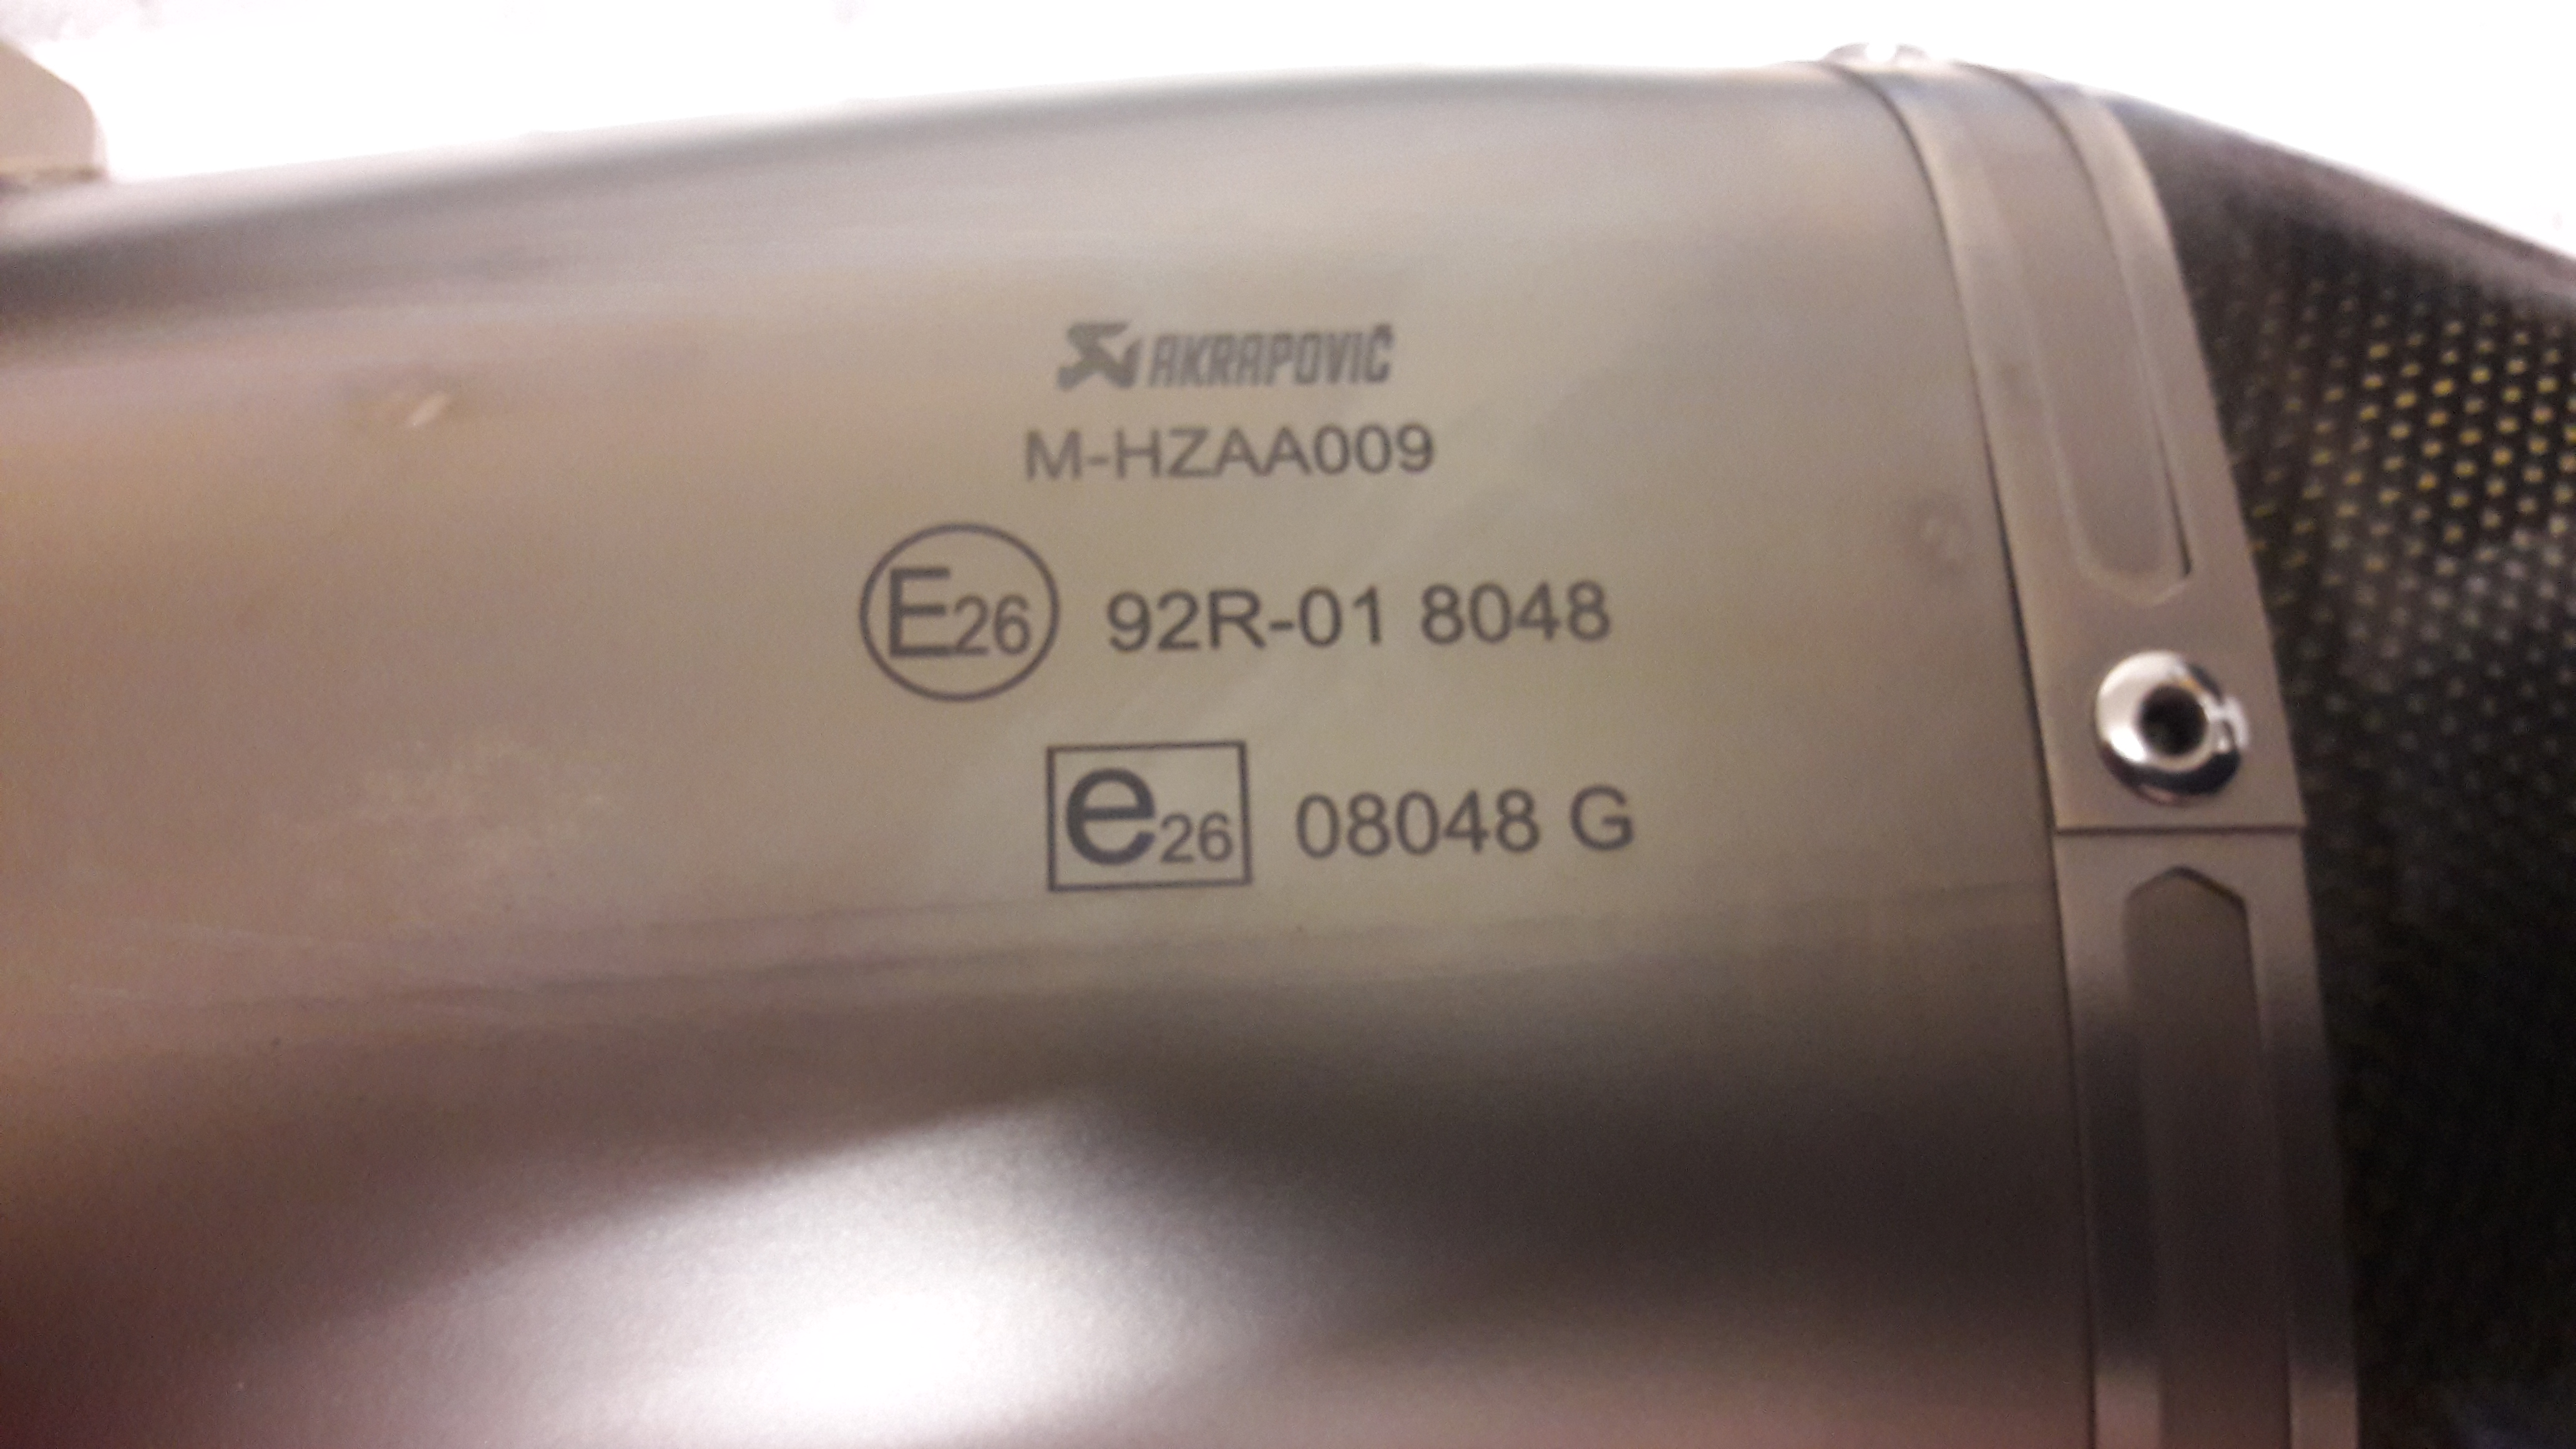 AKRAPOVIČ
M-HZAA009
E26 92R-01 8048
e26 08048 G